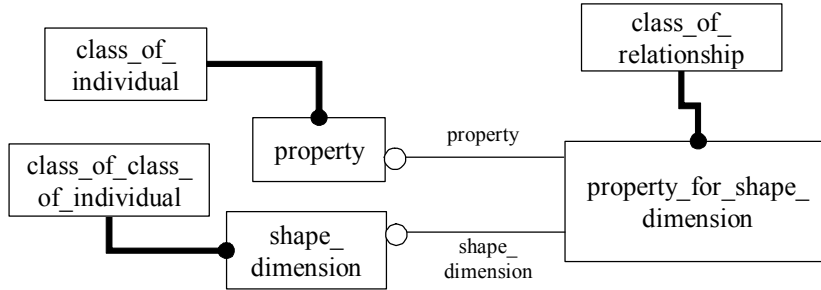 class_of_
individual
class_of_
relationship
property
property
class_of_class_
of_individual
property_for_shape_
dimension
shape_
dimension
shape_
dimension